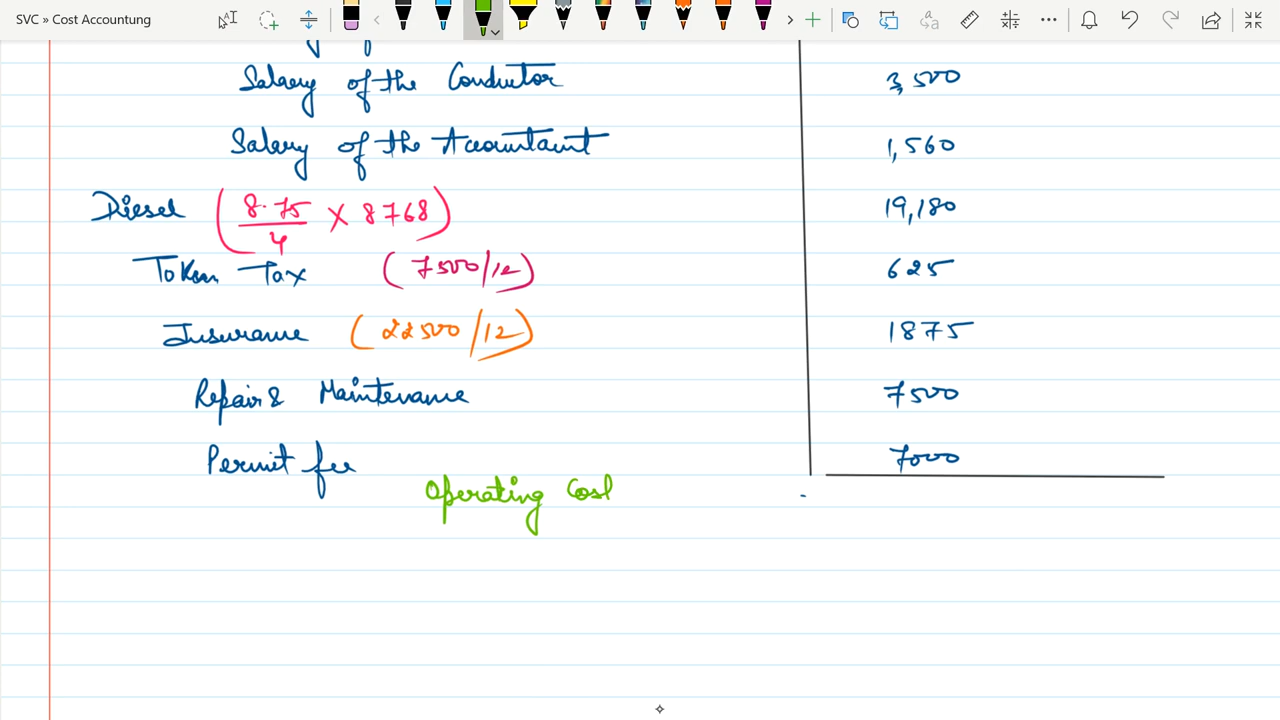 SVC » Cost Accountung
Salary of the Conductor 3,500
Salary of the Accountant 1,560
Diesel (8.75/4 X 8768) 19,180
Token Tax (7500/12) 625
Insurance (22500/12) 1875
Repair & Maintenance 7500
Permit fee 7000
Operating Cost